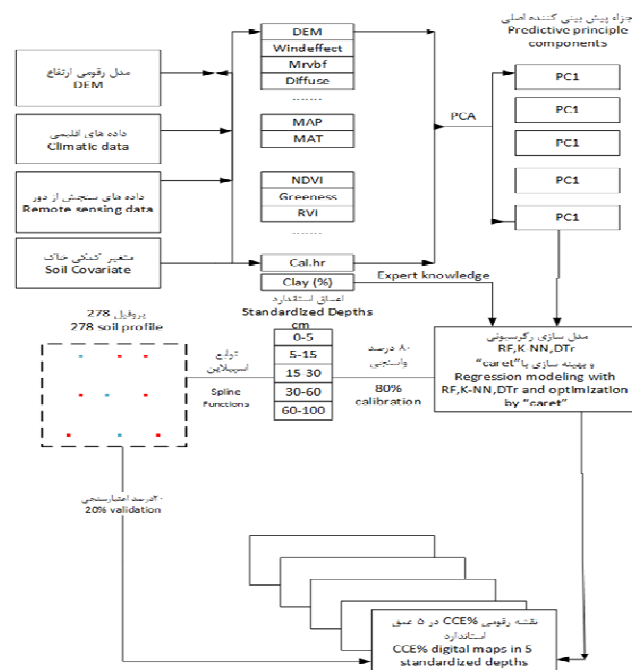 مدل رقومی ارتفاع
DEM
داده های اقلیمی
Climatic data
داده های سنجش از دور
Remote sensing data
متغیر کمکی خاک
Soil Covariate
DEM
Windeffect
Mrvbf
Diffuse
........
MAP
MAT
NDVI
Greeness
RVI
........
Cal.hr
Clay (%)
PCA
Expert knowledge
اجزاء پیش بینی کننده اصلی
Predictive principle
components
PC1
PC1
PC1
PC1
PC1
278 پروفیل
278 soil profile
توابع
اسپیلاین
Spline
Functions
اعماق استاندارد
Standardized Depths
cm
0-5
5-15
15-30
30-60
60-100
۸۰ درصد
واسنجی
80%
calibration
مدل سازی رگرسیونی
RF,K-NN,DTr
و بهینه سازی با "caret"
Regression modeling with
RF,K-NN,DTr and optimization
by "caret"
۲۰درصد اعتبارسنجی
20% validation
نقشه رقومی CCE% در ۵ عمق
استاندارد
CCE% digital maps in 5
standardized depths